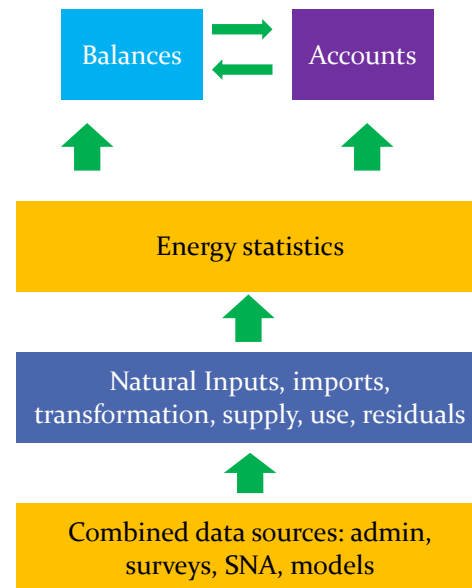 Balances
Accounts
Energy statistics
Natural Inputs, imports,
transformation, supply, use, residuals
Combined data sources: admin,
surveys, SNA, models